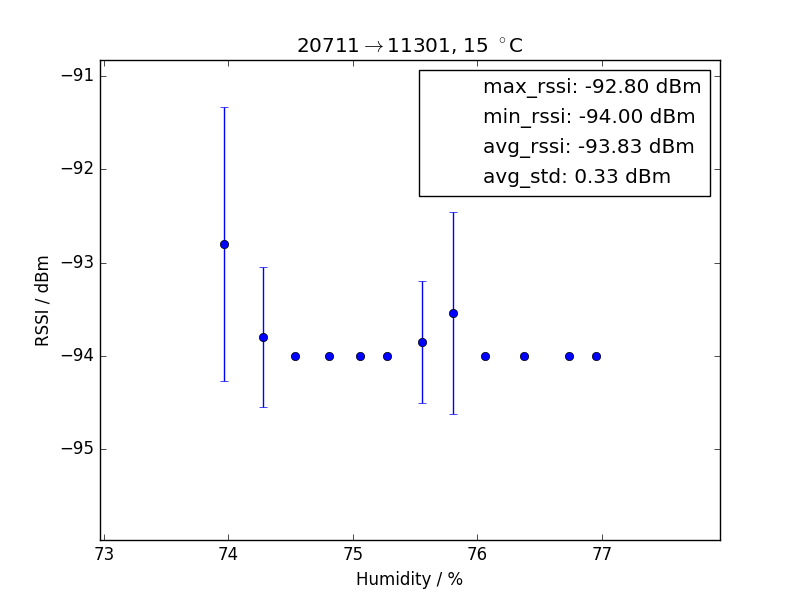 20711→11301, 15 °C
max_rssi: -92.80 dBm
min_rssi: -94.00 dBm
avg_rssi: -93.83 dBm
avg_std: 0.33 dBm
−91
−92
−93
−94
−95
RSSI / dBm
73 74 75 76 77
Humidity / %